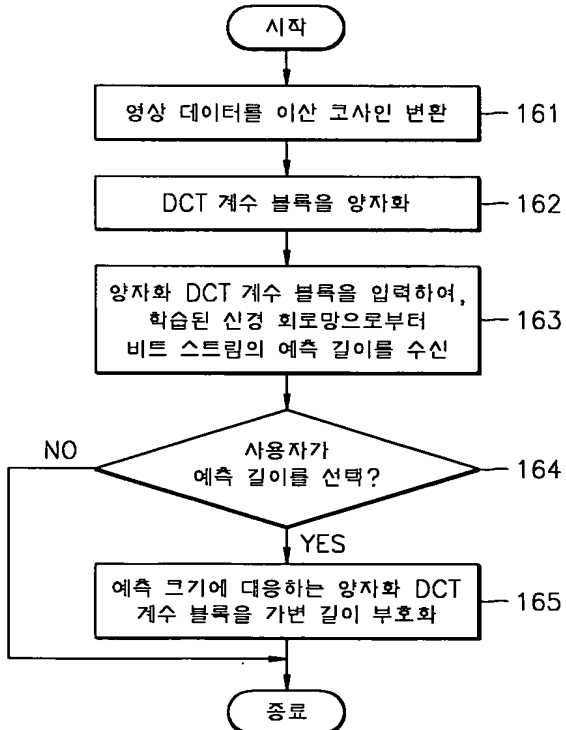 시작
영상 데이터를 이산 코사인 변환
161
DCT 계수 블록을 양자화
162
양자화 DCT 계수 블록을 입력하여,
학습된 신경 회로망으로부터
비트 스트림의 예측 길이를 수신
163
사용자가
예측 길이를 선택?
164
NO
YES
예측 크기에 대응하는 양자화 DCT
계수 블록을 가변 길이 부호화
165
종료